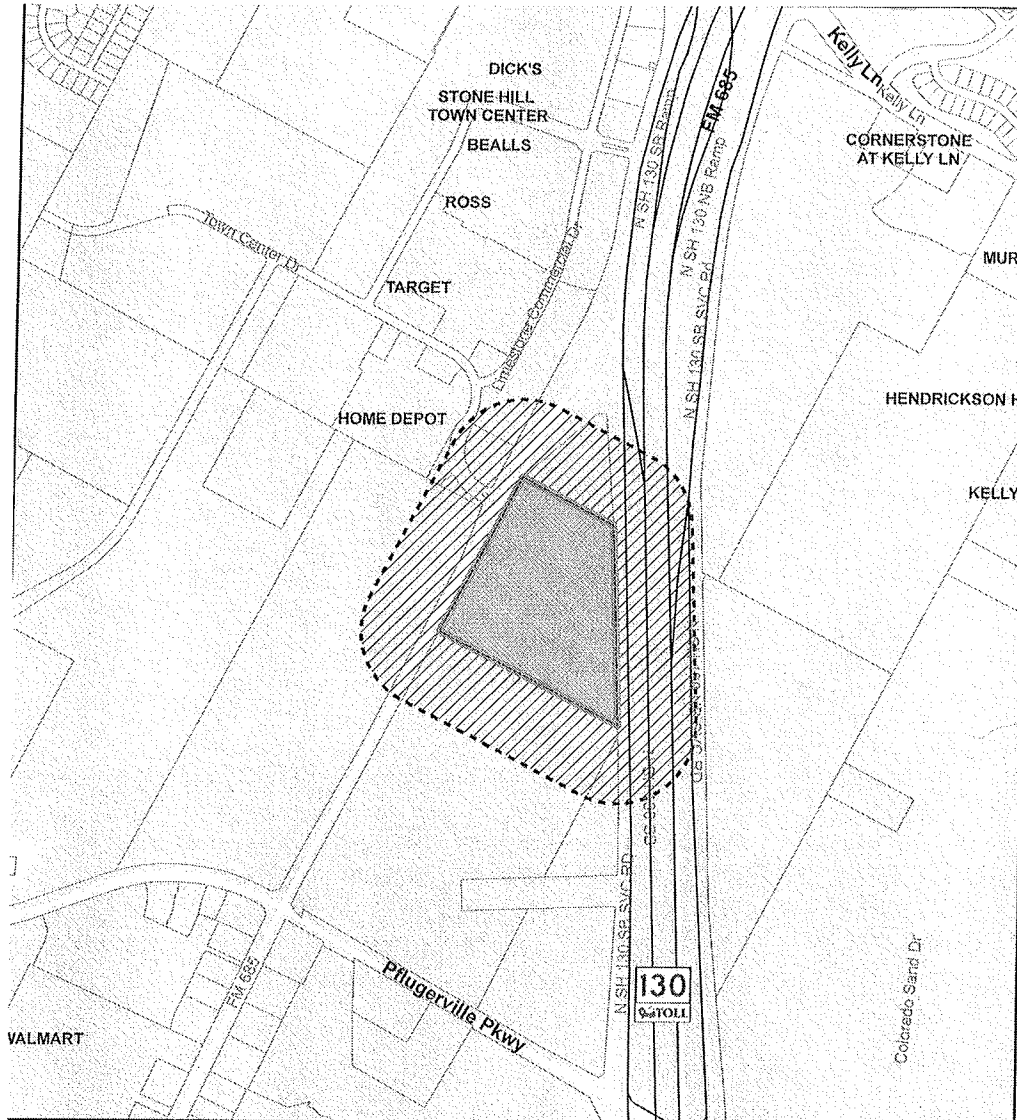 Kelly Ln
Kelly Ln
DICK'S
STONE HILL
TOWN CENTER
BEALLS
FM 685
N SH 130 SB Ramp
CORNERSTONE
AT KELLY LN
ROSS
N SH 130 NB Ramp
Town Center Dr
MUR
TARGET
Limestone Commercial Dr
N SH 130 SB SVC Rd
HENDRICKSON H
HOME DEPOT
KELLY
N SH 130 SB SVC RD
130
TOLL
FM 685
Pflugerville Pkwy
Colorado Sand Dr
WALMART